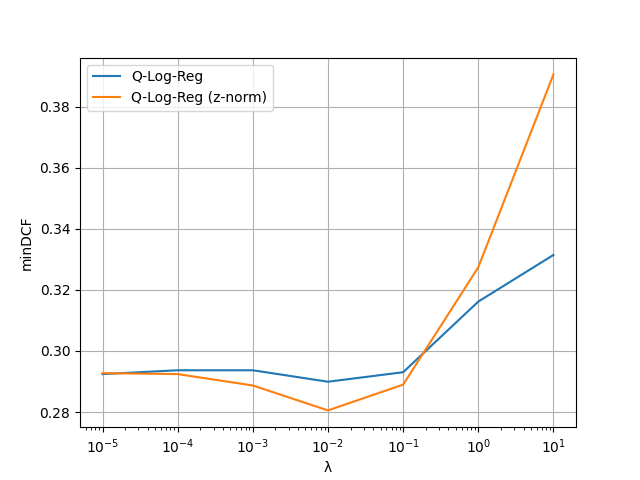 Q-Log-Reg
Q-Log-Reg (z-norm)
minDCF
0.38
0.36
0.34
0.32
0.30
0.28
10⁻⁵ 10⁻⁴ 10⁻³ 10⁻² 10⁻¹ 10⁰ 10¹
λ